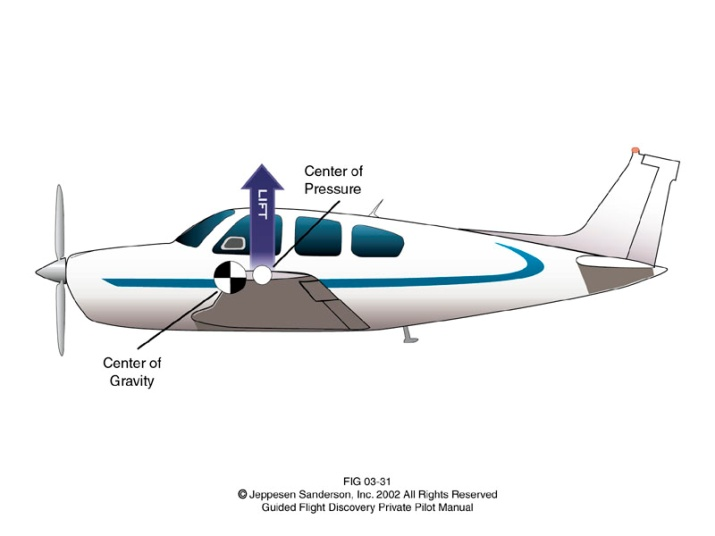 Center of
Pressure
LIFT
Center of
Gravity
FIG 03-31
© Jeppesen Sanderson, Inc. 2002 All Rights Reserved
Guided Flight Discovery Private Pilot Manual